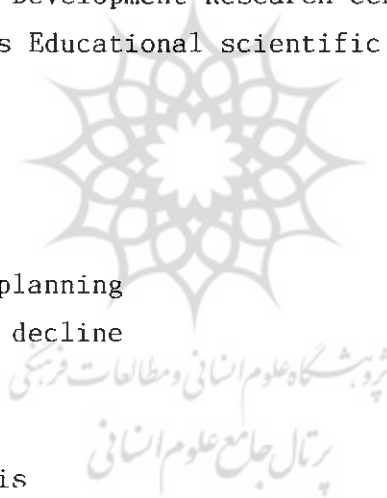 Development Research Cen
s Educational scientific
planning
decline
پژوهشگاه علوم انسانی و مطالعات فرهنگی
پرتال جامع علوم انسانی
is